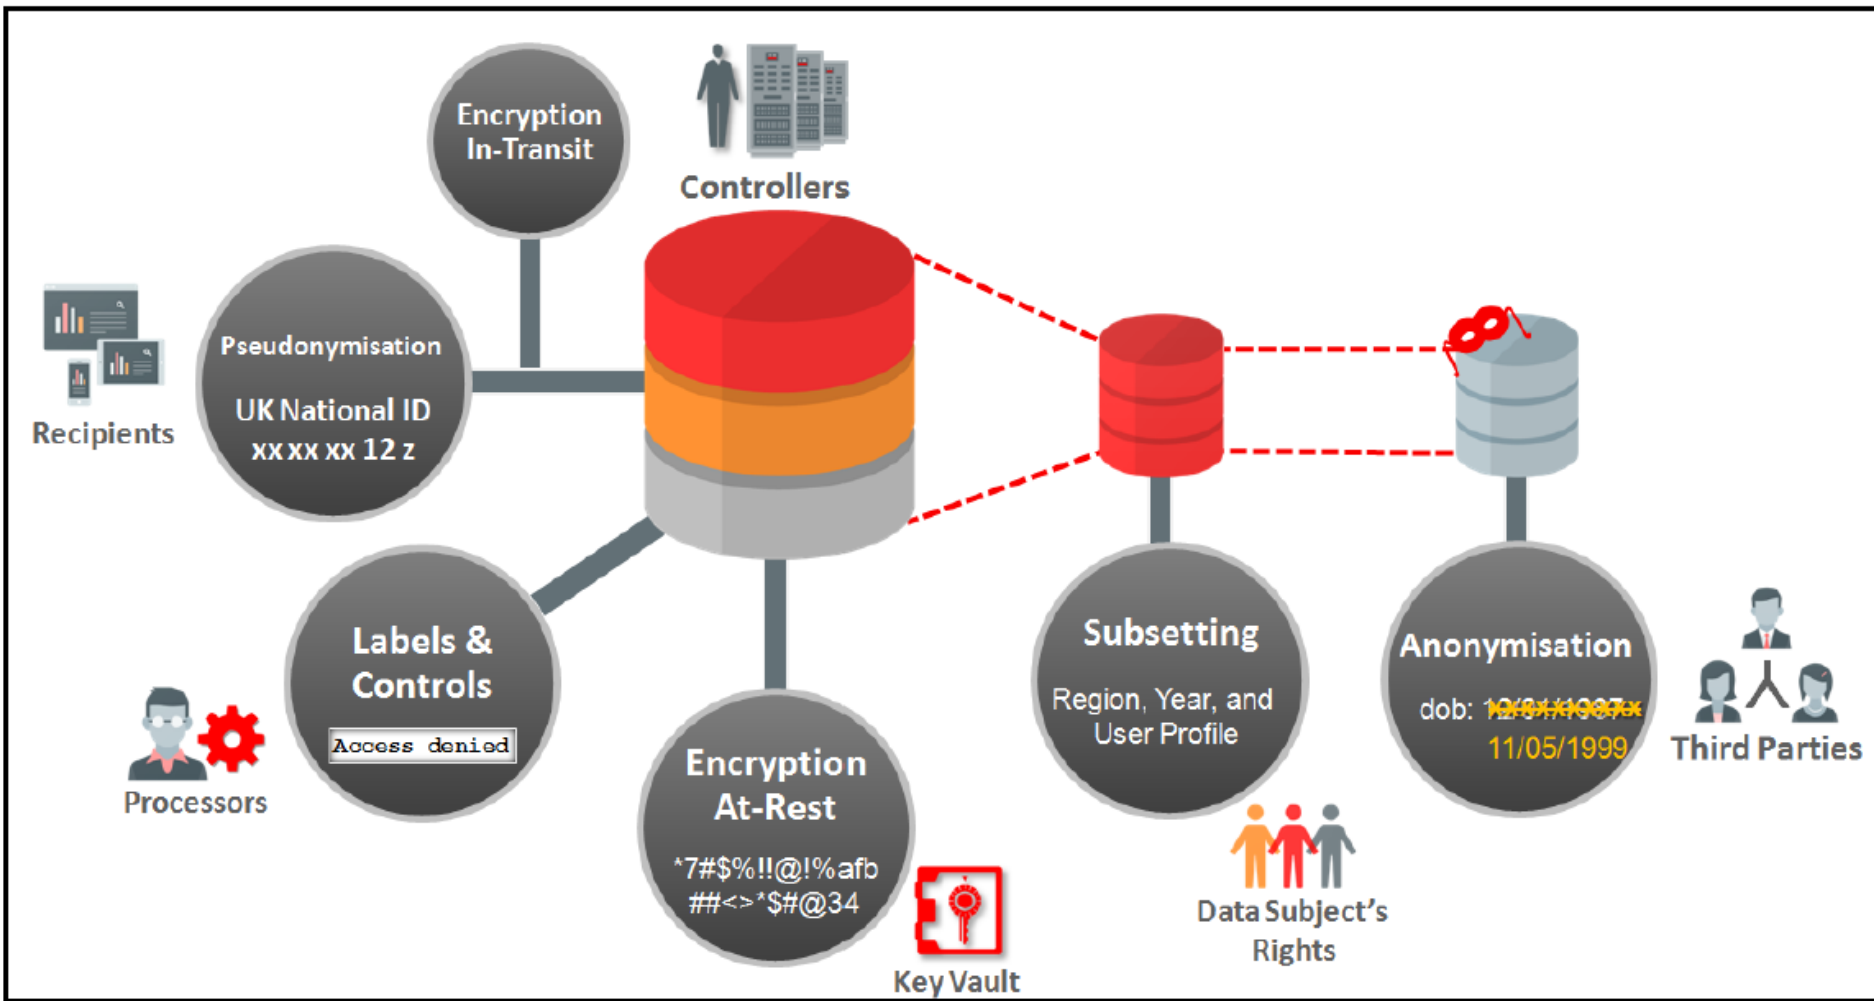 Encryption
In-Transit
Controllers
Pseudonymisation
UK National ID
xx xx xx 12 z
Recipients
Labels &
Controls
Access denied
Processors
Encryption
At-Rest
*7#$%!!@!%afb
##<>*$#@34
Key Vault
Subsetting
Region, Year, and
User Profile
Data Subject's
Rights
Anonymisation
dob:
11/05/1999
Third Parties